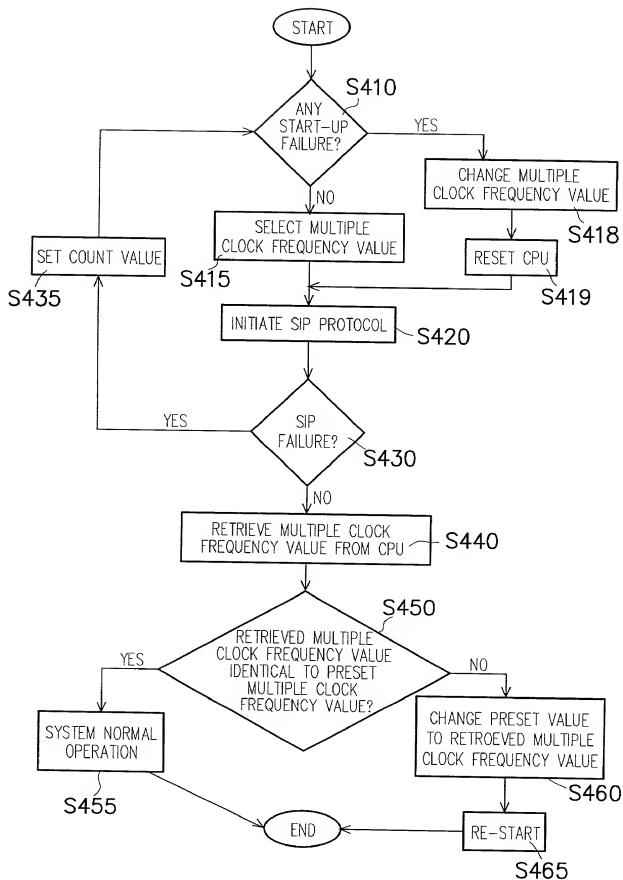 START
S410
ANY
START-UP
FAILURE?
YES
NO
CHANGE MULTIPLE
CLOCK FREQUENCY VALUE
S418
SELECT MULTIPLE
CLOCK FREQUENCY VALUE
S415
RESET CPU
S419
SET COUNT VALUE
S435
INITIATE SIP PROTOCOL
S420
YES
SIP
FAILURE?
S430
NO
RETRIEVE MULTIPLE CLOCK
FREQUENCY VALUE FROM CPU
S440
S450
RETRIEVED MULTIPLE
CLOCK FREQUENCY VALUE
IDENTICAL TO PRESET
MULTIPLE CLOCK
FREQUENCY VALUE?
YES
NO
SYSTEM NORMAL
OPERATION
S455
CHANGE PRESET VALUE
TO RETROEVED MULTIPLE
CLOCK FREQUENCY VALUE
S460
END
RE-START
S465